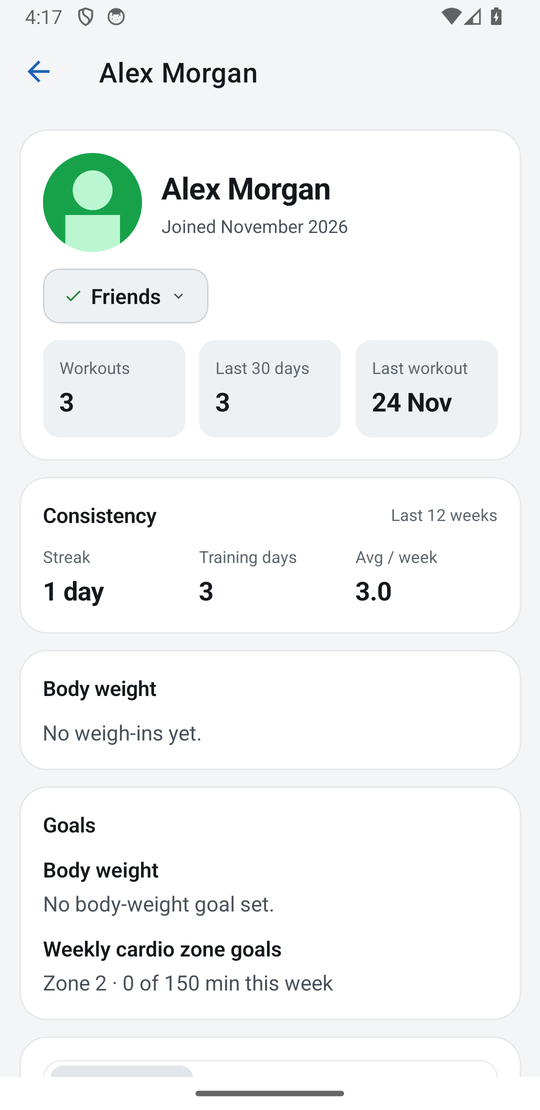 4:17
Alex Morgan
Alex Morgan
Joined November 2026
Friends
Workouts
3
Last 30 days
3
Last workout
24 Nov
Consistency
Last 12 weeks
Streak
1 day
Training days
3
Avg / week
3.0
Body weight
No weigh-ins yet.
Goals
Body weight
No body-weight goal set.
Weekly cardio zone goals
Zone 2 · 0 of 150 min this week